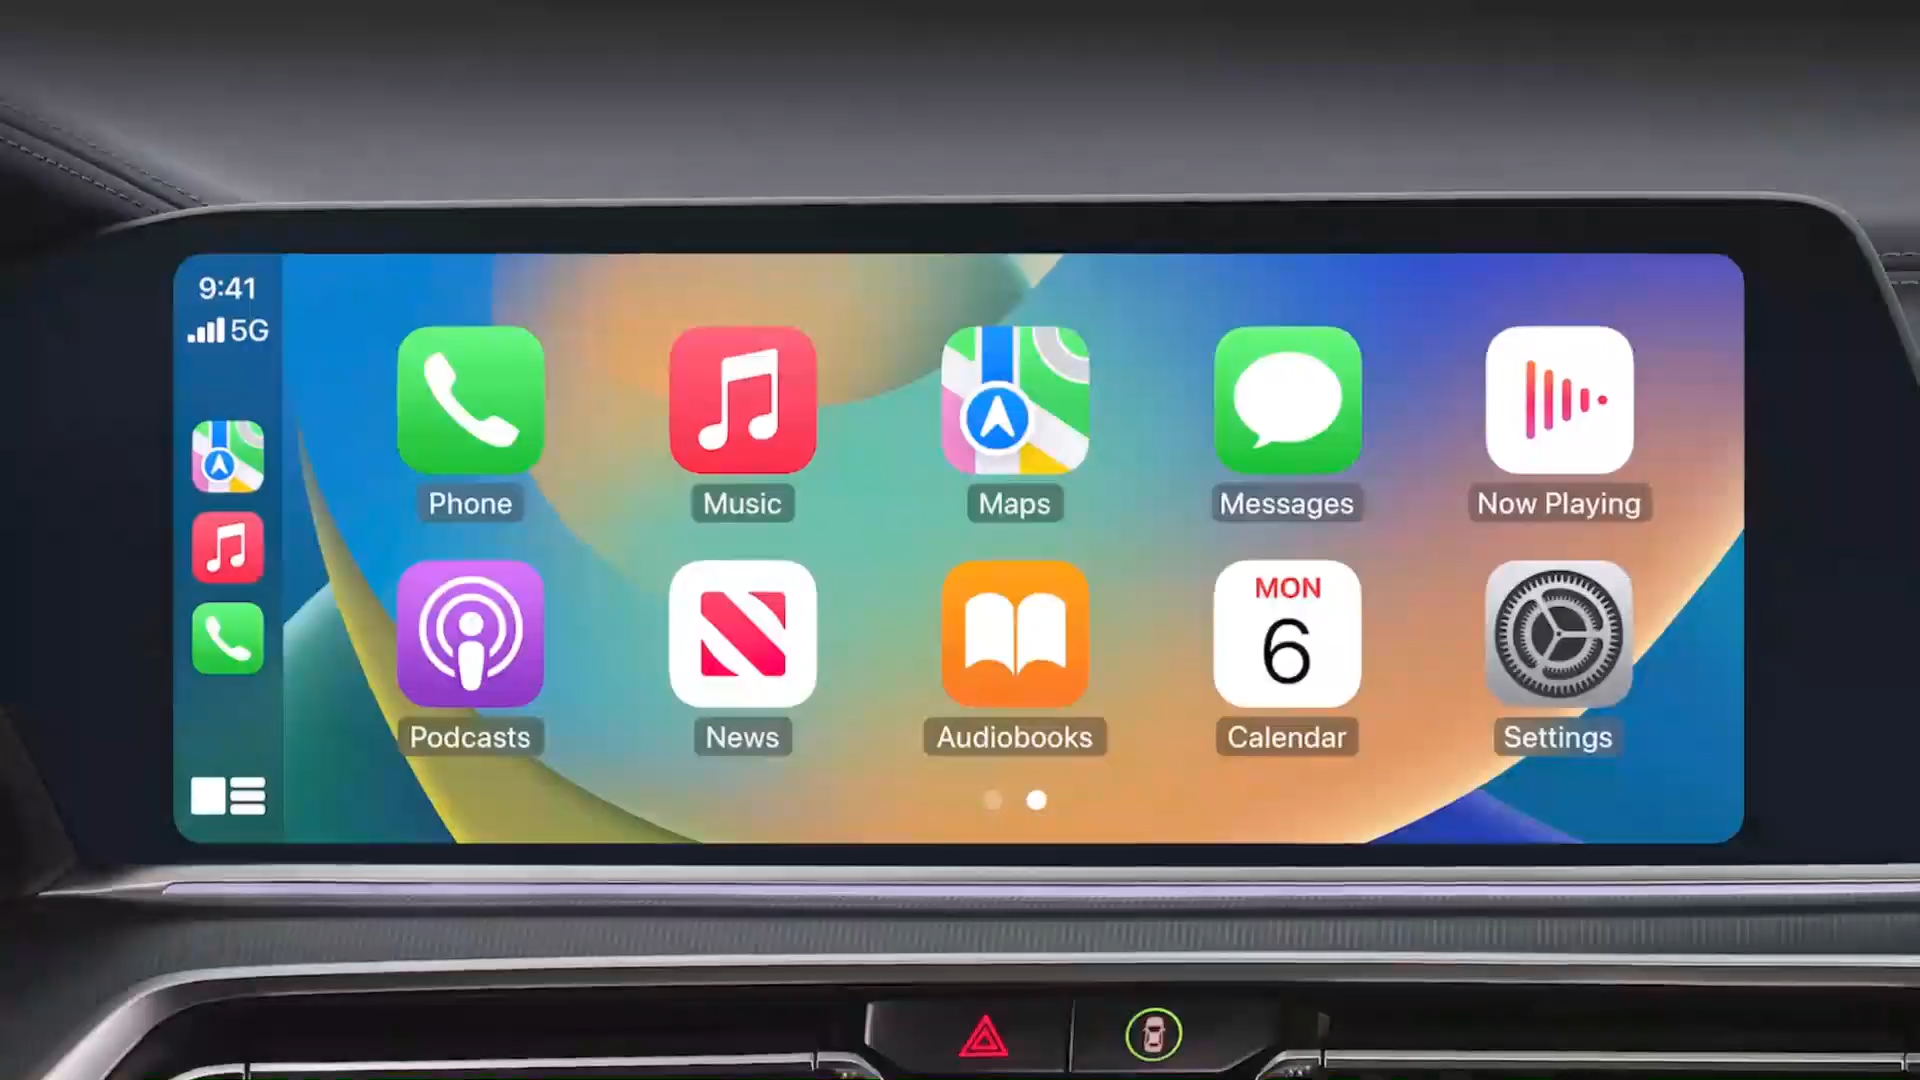 9:41
5G
Phone
Music
Maps
Messages
Now Playing
MON
6
Podcasts
News
Audiobooks
Calendar
Settings